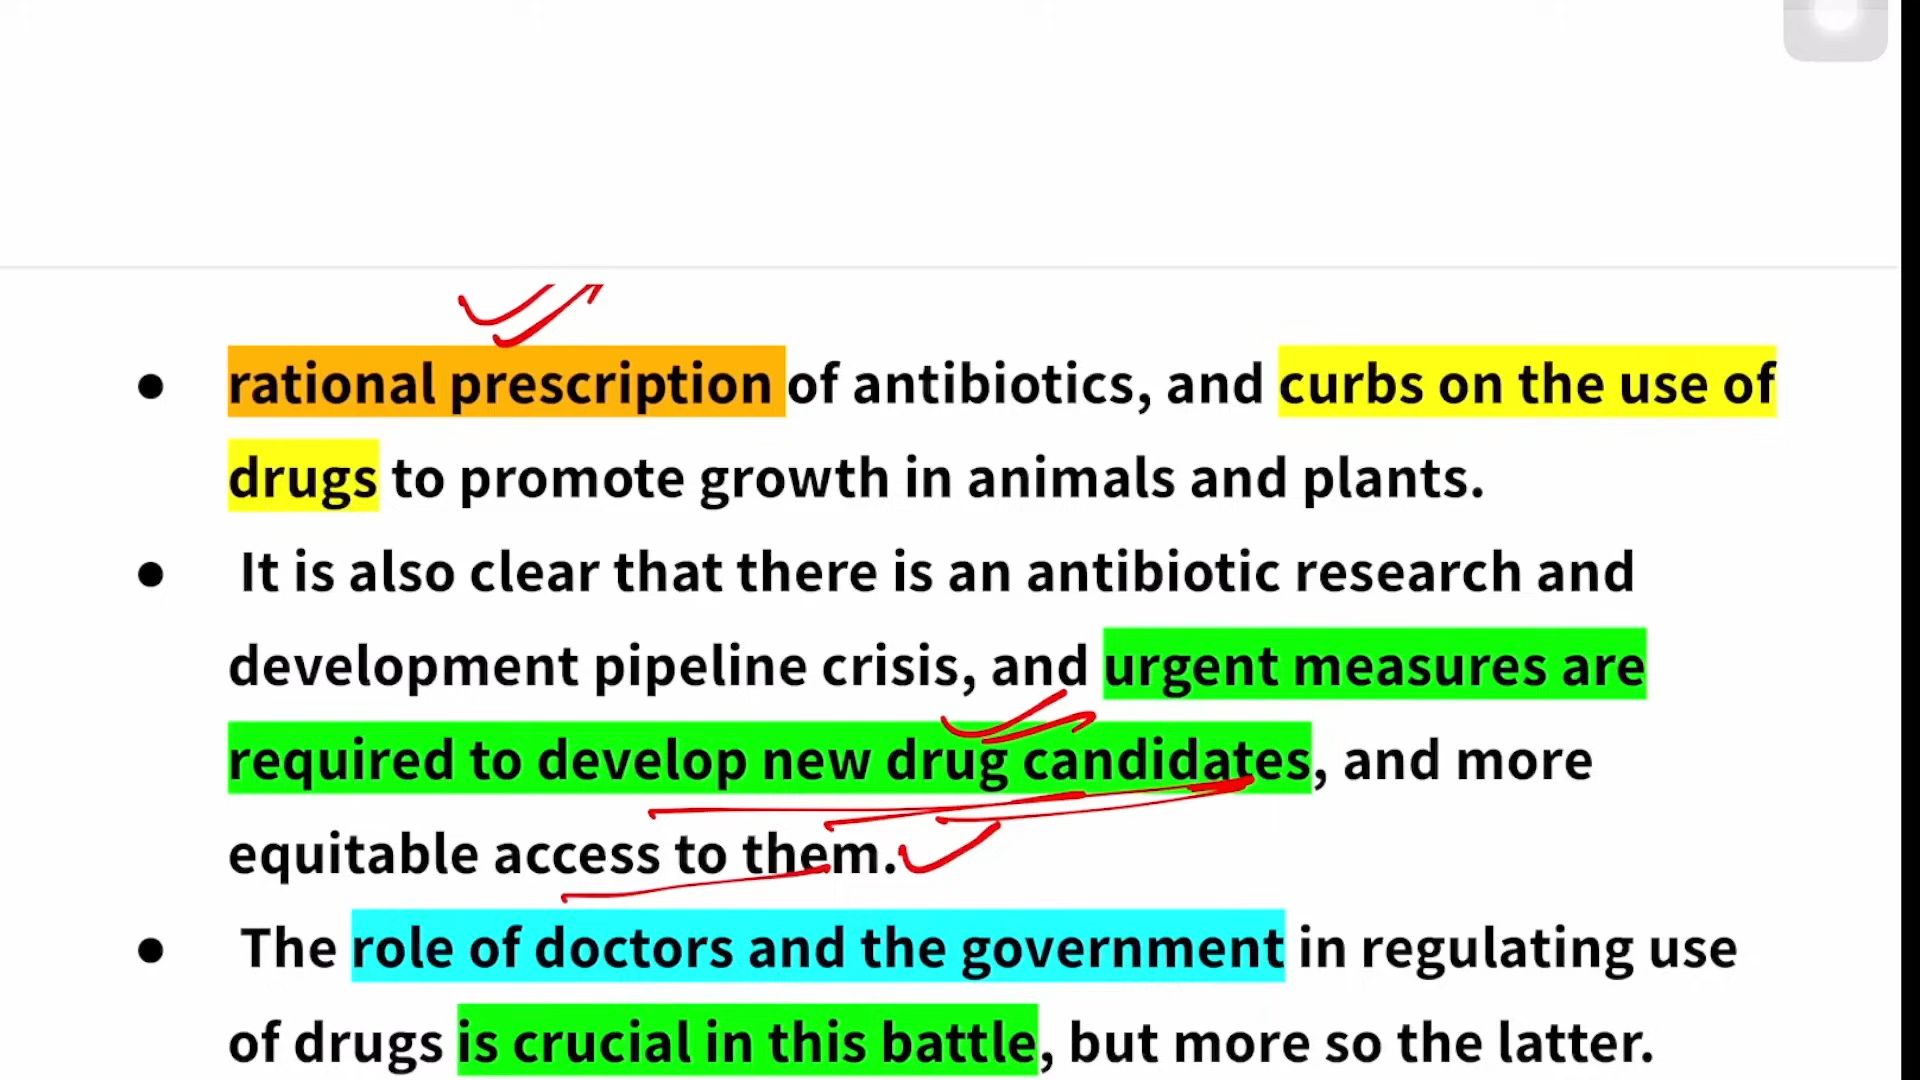 ● rational prescription of antibiotics, and curbs on the use of
drugs to promote growth in animals and plants.
● It is also clear that there is an antibiotic research and
development pipeline crisis, and urgent measures are
required to develop new drug candidates, and more
equitable access to them.
● The role of doctors and the government in regulating use
of drugs is crucial in this battle, but more so the latter.